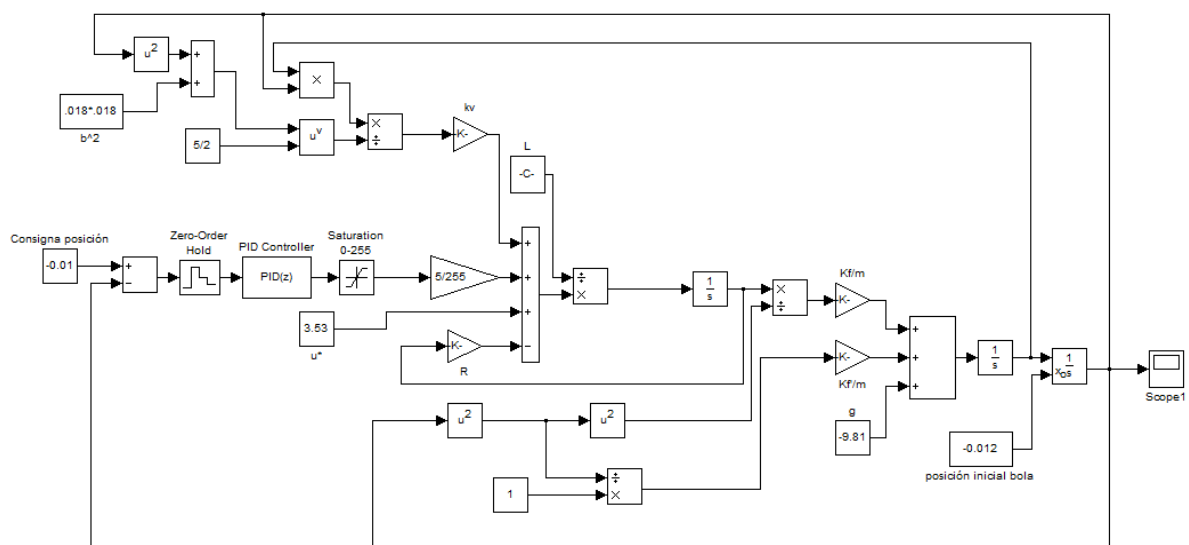 u²
+
+
.018*.018
b^2
5/2
×
uᵛ
×
÷
kv
K-
L
-C-
Consigna posición
-0.01
+
−
Zero-Order
Hold
PID Controller
PID(z)
Saturation
0-255
5/255
3.53
u*
K-
R
+
+
+
−
÷
×
1
s
×
÷
Kf/m
K-
K-
Kf'/m
g
-9.81
+
+
+
1
s
xo
1
s
-0.012
posición inicial bola
Scope1
u²
u²
1
÷
×